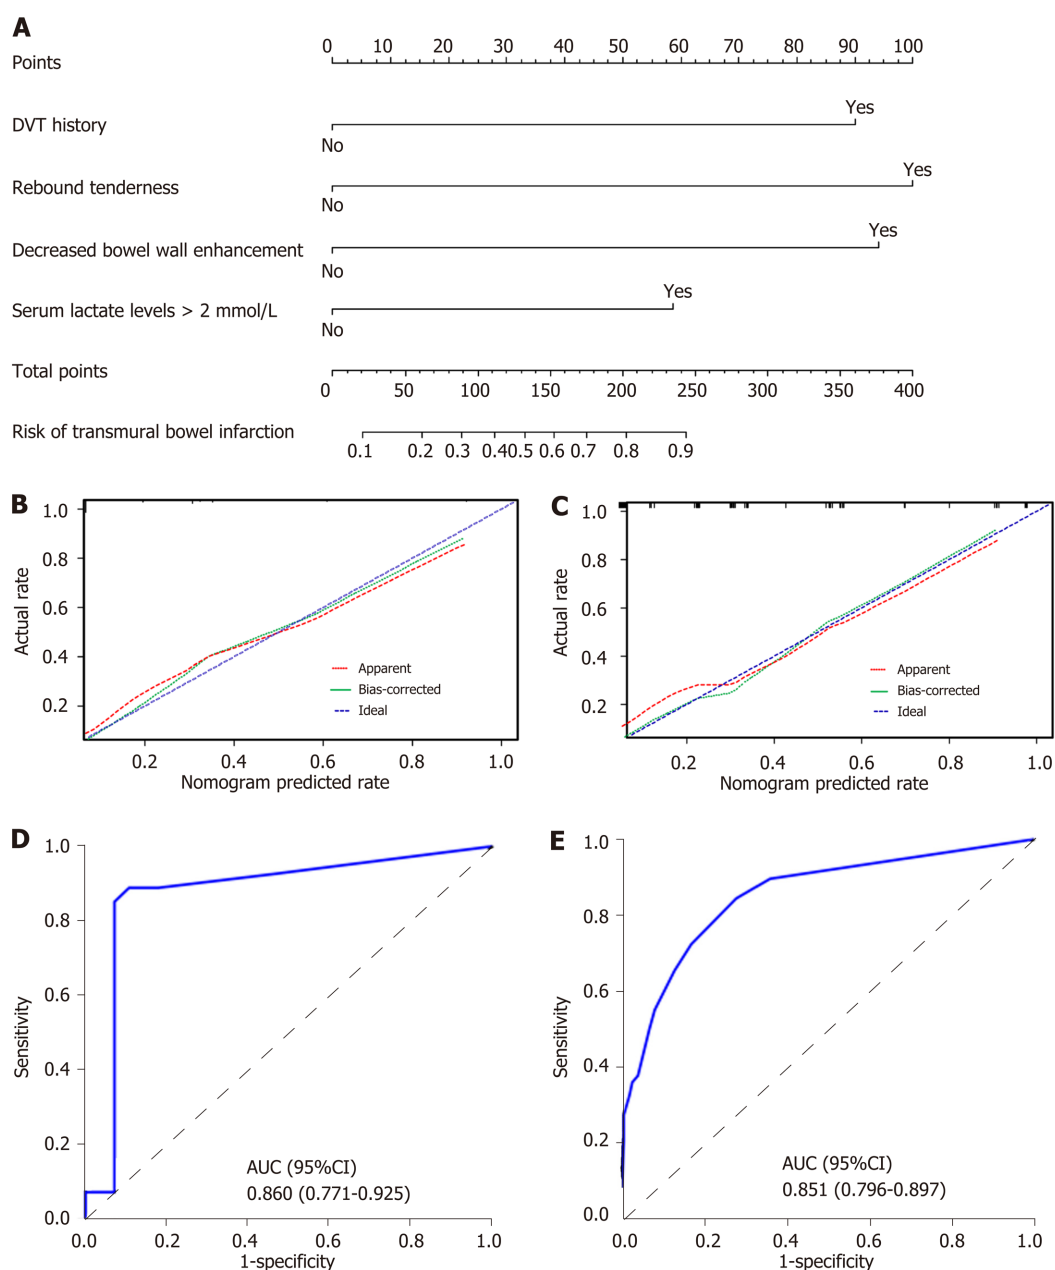 A
Points
0 10 20 30 40 50 60 70 80 90 100
DVT history
Yes
No
Rebound tenderness
Yes
No
Decreased bowel wall enhancement
Yes
No
Serum lactate levels > 2 mmol/L
Yes
No
Total points
0 50 100 150 200 250 300 350 400
Risk of transmural bowel infarction
0.1 0.2 0.3 0.4 0.5 0.6 0.7 0.8 0.9
B
Actual rate
1.0
0.8
0.6
0.4
0.2
Apparent
Bias-corrected
Ideal
0.2 0.4 0.6 0.8 1.0
Nomogram predicted rate
C
Actual rate
1.0
0.8
0.6
0.4
0.2
Apparent
Bias-corrected
Ideal
0.2 0.4 0.6 0.8 1.0
Nomogram predicted rate
D
Sensitivity
1.0
0.8
0.6
0.4
0.2
0.0
AUC (95%CI)
0.860 (0.771-0.925)
0.0 0.2 0.4 0.6 0.8 1.0
1-specificity
E
Sensitivity
1.0
0.8
0.6
0.4
0.2
0.0
AUC (95%CI)
0.851 (0.796-0.897)
0.0 0.2 0.4 0.6 0.8 1.0
1-specificity